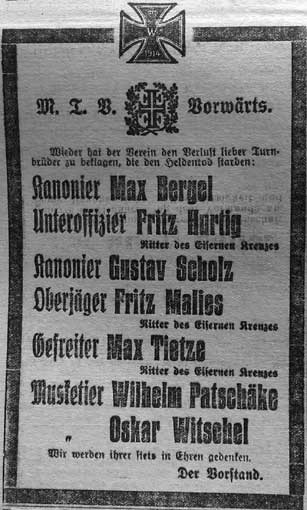 W
1914
M. T. V. Vorwärts.
Wieder hat der Verein den Verlust lieber Turn-
brüder zu beklagen, die den Heldentod starben:
Kanonier Max Bergel
Unteroffizier Fritz Hartig
Ritter des Eisernen Kreuzes
Kanonier Gustav Scholz
Oberjäger Fritz Malies
Ritter des Eisernen Kreuzes
Gefreiter Max Tietze
Ritter des Eisernen Kreuzes
Musketier Wilhelm Patschäke
„ Oskar Witschel
Wir werden ihrer stets in Ehren gedenken.
Der Vorstand.